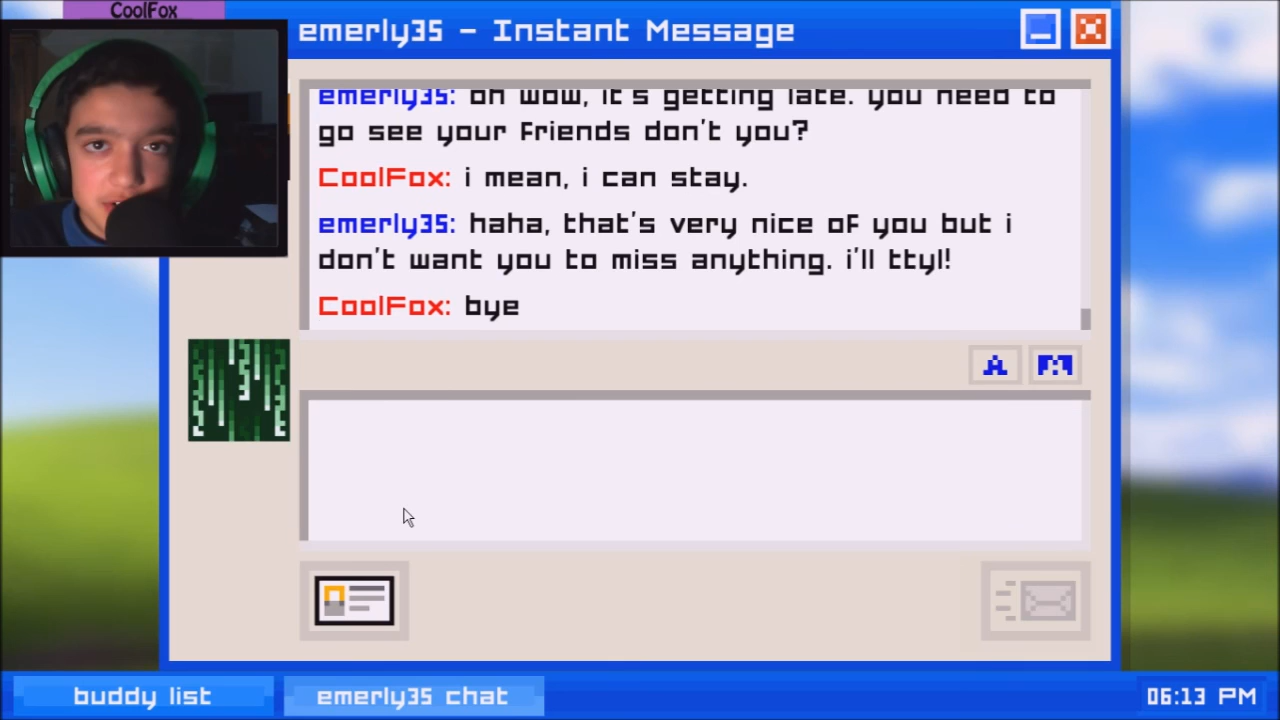 CoolFox
emerly35 - Instant Message
emerly35: oh wow, it's getting late. you need to
go see your friends don't you?
CoolFox: i mean, i can stay.
emerly35: haha, that's very nice of you but i
don't want you to miss anything. i'll ttyl!
CoolFox: bye
A
buddy list
emerly35 chat
06:13 PM